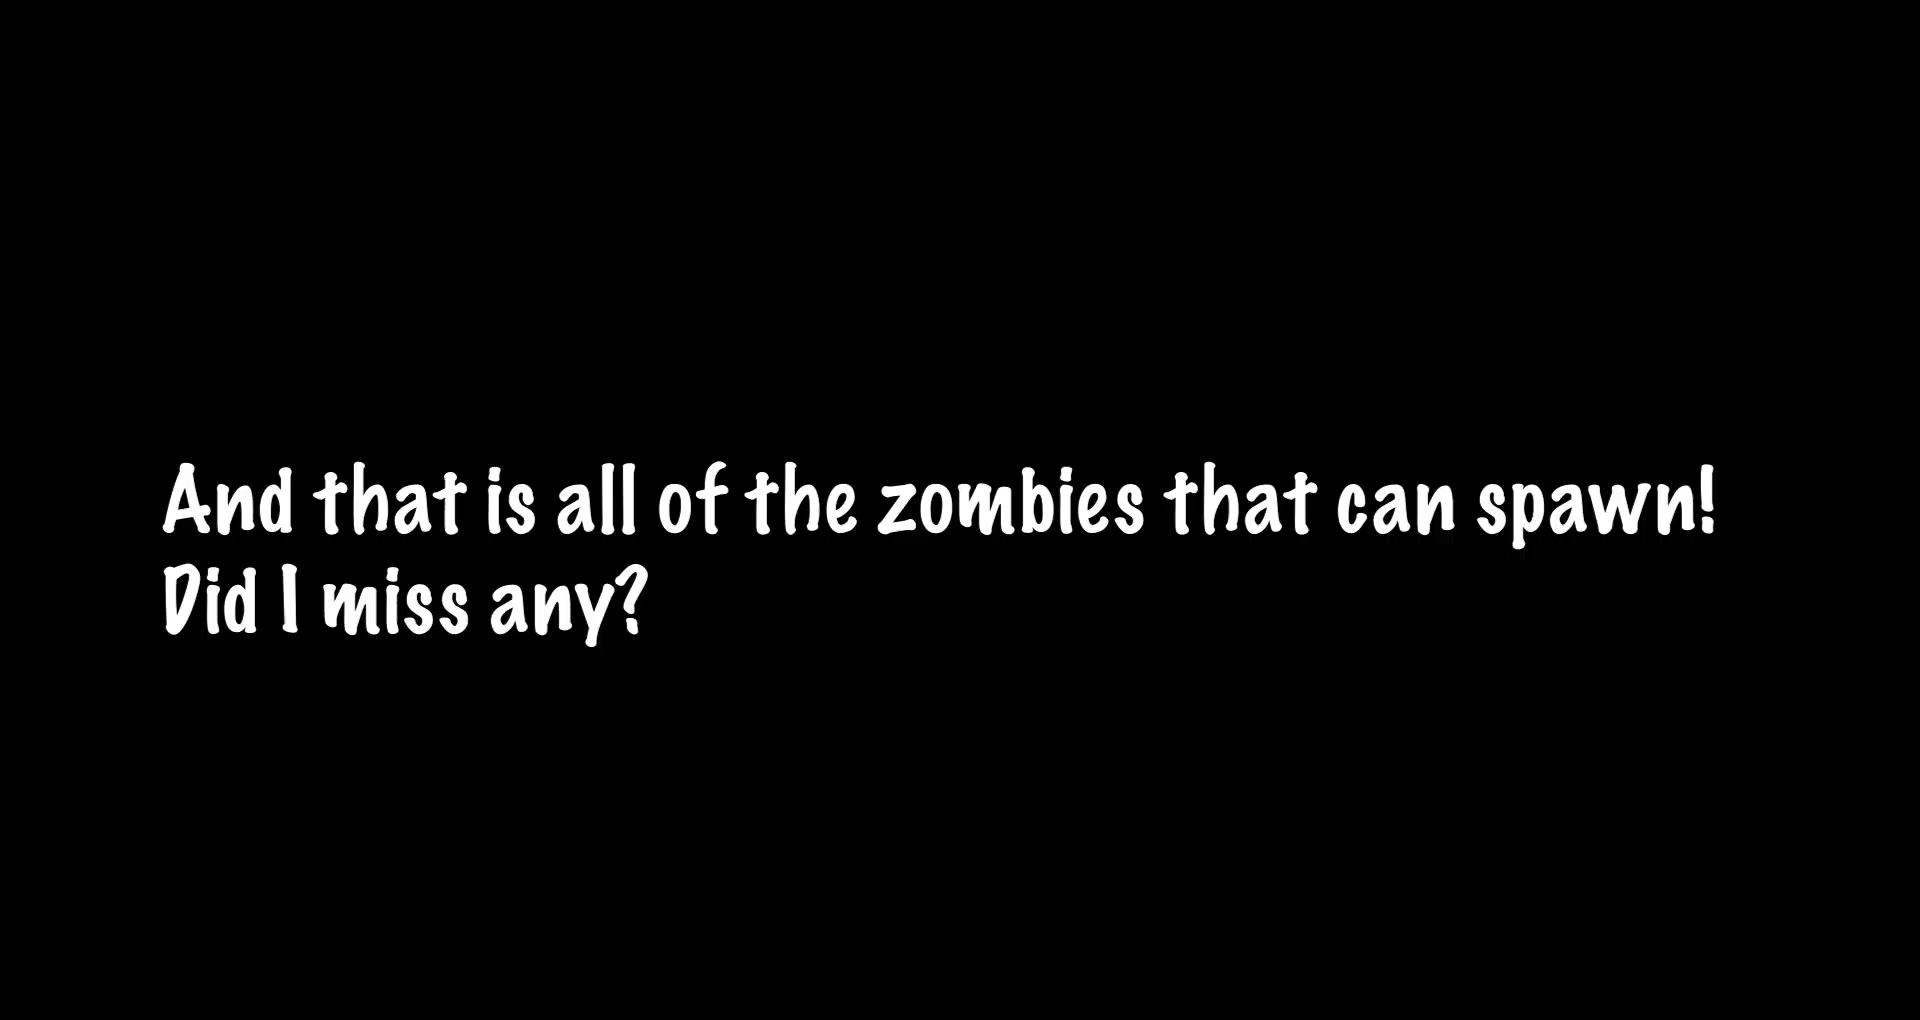 And that is all of the zombies that can spawn!
Did I miss any?